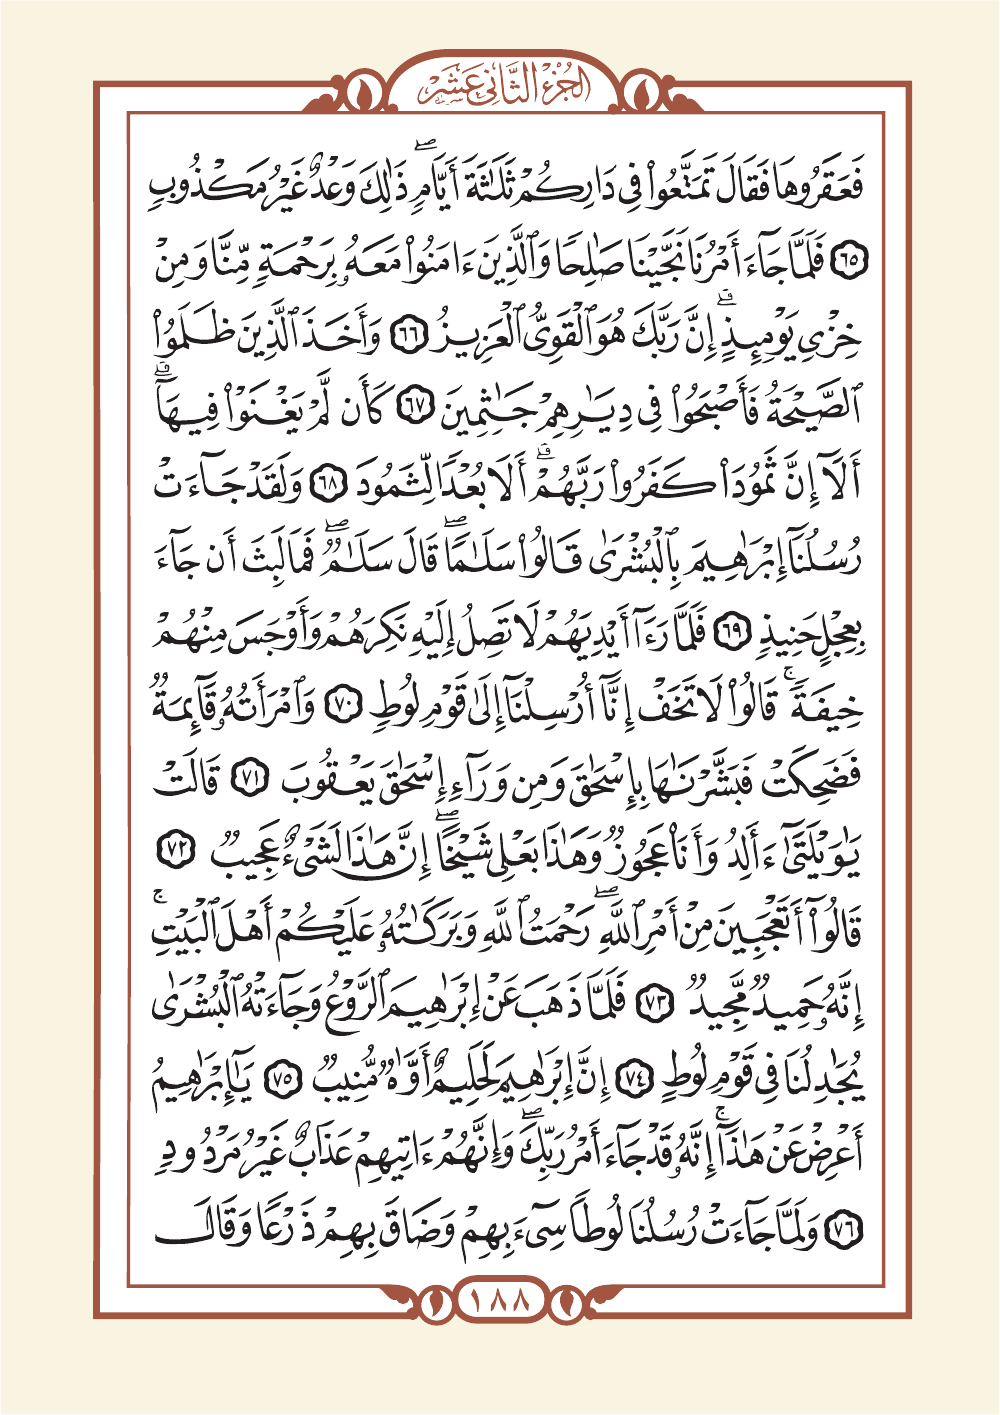 الجزء الثاني عشر
فَعَقَرُوهَا فَقَالَ تَمَتَّعُوا۟ فِى دَارِكُمْ ثَلَـٰثَةَ أَيَّامٍۢ ۖ ذَٰلِكَ وَعْدٌ غَيْرُ مَكْذُوبٍۢ
٦٥ فَلَمَّا جَآءَ أَمْرُنَا نَجَّيْنَا صَـٰلِحًۭا وَٱلَّذِينَ ءَامَنُوا۟ مَعَهُۥ بِرَحْمَةٍۢ مِّنَّا وَمِنْ
خِزْىِ يَوْمِئِذٍ ۗ إِنَّ رَبَّكَ هُوَ ٱلْقَوِىُّ ٱلْعَزِيزُ ٦٦ وَأَخَذَ ٱلَّذِينَ ظَلَمُوا۟
ٱلصَّيْحَةُ فَأَصْبَحُوا۟ فِى دِيَـٰرِهِمْ جَـٰثِمِينَ ٦٧ كَأَن لَّمْ يَغْنَوْا۟ فِيهَآ ۗ
أَلَآ إِنَّ ثَمُودَا۟ كَفَرُوا۟ رَبَّهُمْ ۗ أَلَا بُعْدًۭا لِّثَمُودَ ٦٨ وَلَقَدْ جَآءَتْ
رُسُلُنَآ إِبْرَٰهِيمَ بِٱلْبُشْرَىٰ قَالُوا۟ سَلَـٰمًۭا ۖ قَالَ سَلَـٰمٌۭ ۖ فَمَا لَبِثَ أَن جَآءَ
بِعِجْلٍ حَنِيذٍۢ ٦٩ فَلَمَّا رَءَآ أَيْدِيَهُمْ لَا تَصِلُ إِلَيْهِ نَكِرَهُمْ وَأَوْجَسَ مِنْهُمْ
خِيفَةًۭ ۚ قَالُوا۟ لَا تَخَفْ إِنَّآ أُرْسِلْنَآ إِلَىٰ قَوْمِ لُوطٍۢ ٧٠ وَٱمْرَأَتُهُۥ قَآئِمَةٌۭ
فَضَحِكَتْ فَبَشَّرْنَـٰهَا بِإِسْحَـٰقَ وَمِن وَرَآءِ إِسْحَـٰقَ يَعْقُوبَ ٧١ قَالَتْ
يَـٰوَيْلَتَىٰٓ ءَأَلِدُ وَأَنَا۠ عَجُوزٌۭ وَهَـٰذَا بَعْلِى شَيْخًا ۖ إِنَّ هَـٰذَا لَشَىْءٌ عَجِيبٌۭ ٧٢
قَالُوٓا۟ أَتَعْجَبِينَ مِنْ أَمْرِ ٱللَّهِ ۖ رَحْمَتُ ٱللَّهِ وَبَرَكَـٰتُهُۥ عَلَيْكُمْ أَهْلَ ٱلْبَيْتِ ۚ
إِنَّهُۥ حَمِيدٌۭ مَّجِيدٌۭ ٧٣ فَلَمَّا ذَهَبَ عَنْ إِبْرَٰهِيمَ ٱلرَّوْعُ وَجَآءَتْهُ ٱلْبُشْرَىٰ
يُجَـٰدِلُنَا فِى قَوْمِ لُوطٍ ٧٤ إِنَّ إِبْرَٰهِيمَ لَحَلِيمٌ أَوَّٰهٌۭ مُّنِيبٌۭ ٧٥ يَـٰٓإِبْرَٰهِيمُ
أَعْرِضْ عَنْ هَـٰذَآ ۚ إِنَّهُۥ قَدْ جَآءَ أَمْرُ رَبِّكَ ۖ وَإِنَّهُمْ ءَاتِيهِمْ عَذَابٌ غَيْرُ مَرْدُودٍۢ
٧٦ وَلَمَّا جَآءَتْ رُسُلُنَا لُوطًۭا سِىٓءَ بِهِمْ وَضَاقَ بِهِمْ ذَرْعًۭا وَقَالَ
١٨٨